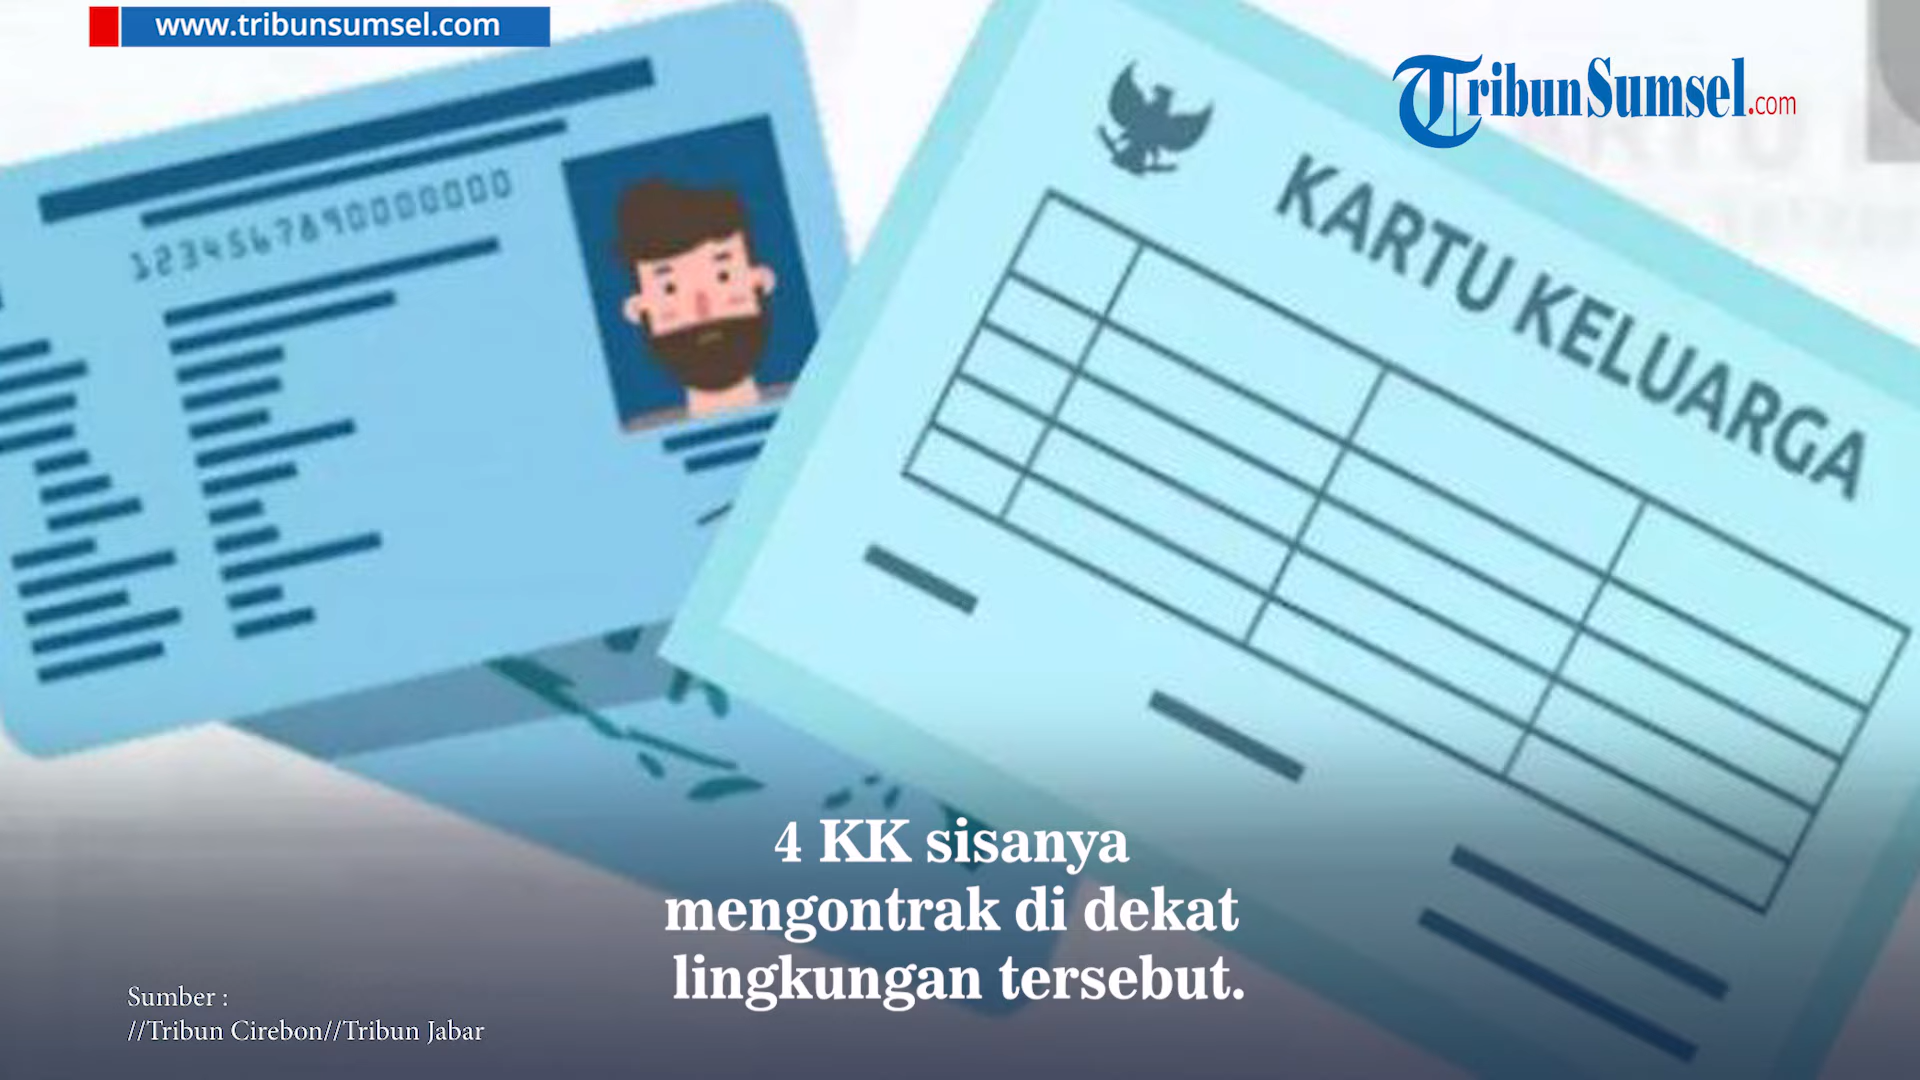 www.tribunsumsel.com
TribunSumsel.com
1234567890000000
KARTU KELUARGA
4 KK sisanya
mengontrak di dekat
lingkungan tersebut.
Sumber :
//Tribun Cirebon//Tribun Jabar